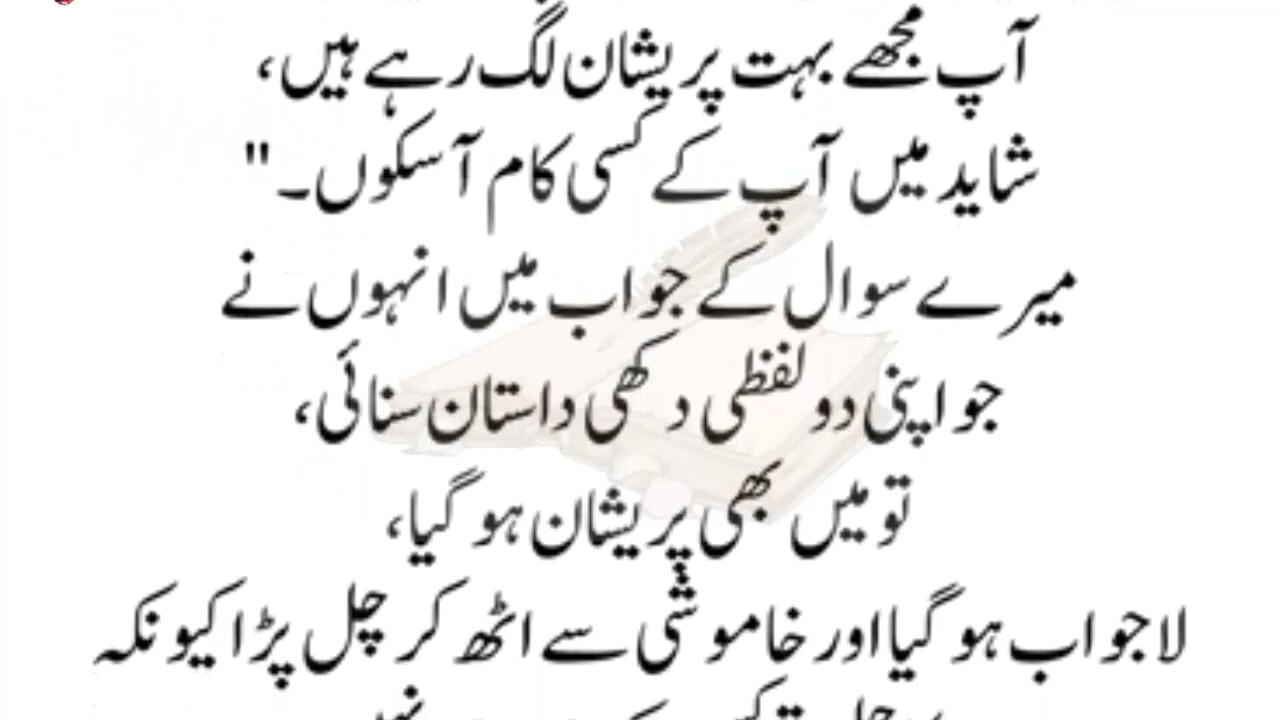 آپ مجھے بہت پریشان لگ رہے ہیں،
شاید میں آپ کے کسی کام آ سکوں۔"
میرے سوال کے جواب میں انہوں نے
جو اپنی دو لفظی دکھی داستان سنائی،
تو میں بھی پریشان ہو گیا،
لاجواب ہو گیا اور خاموشی سے اٹھ کر چل پڑا کیونکہ